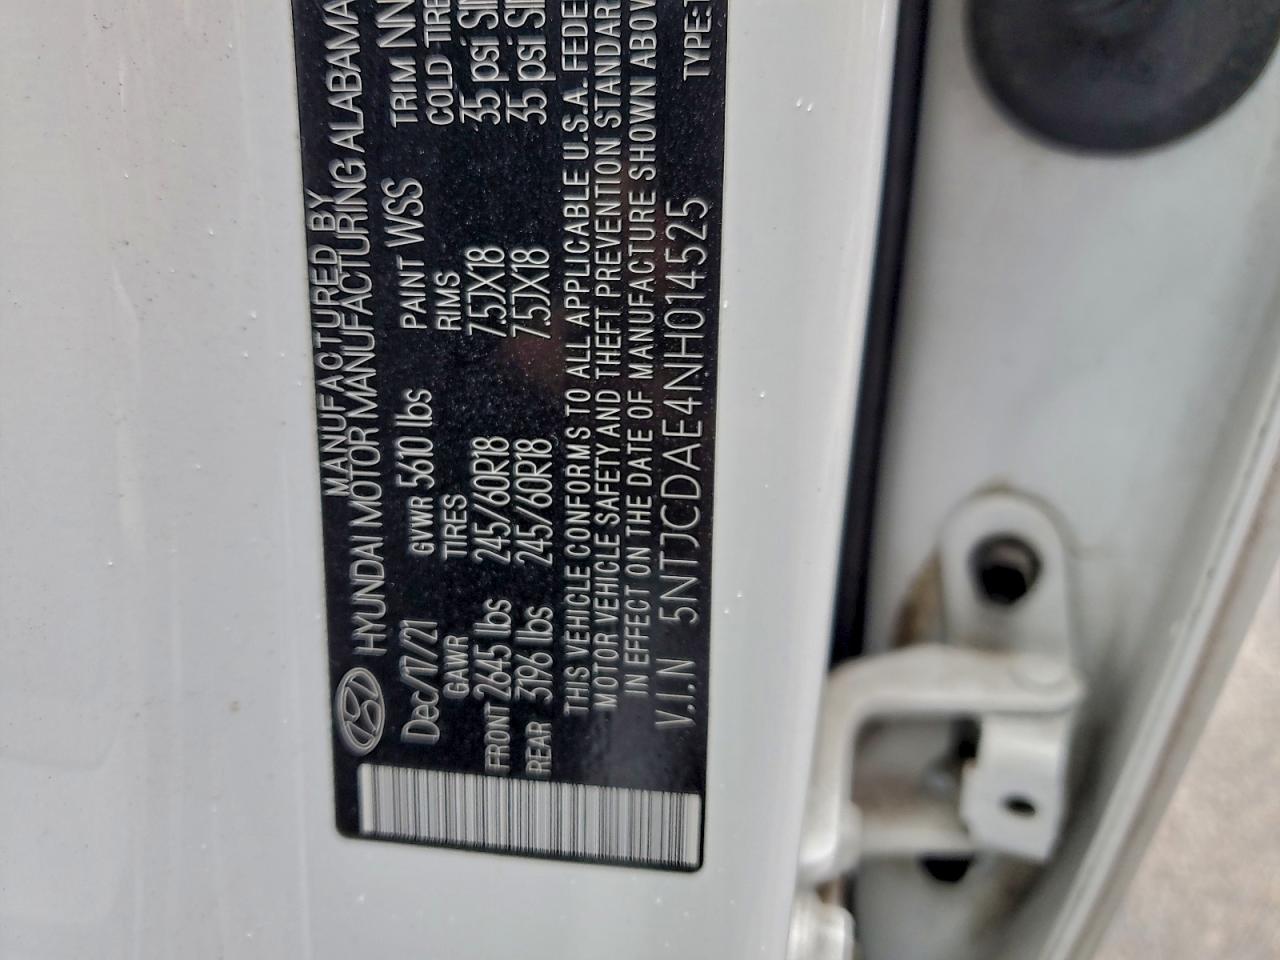 MANUFACTURED BY
HYUNDAI MOTOR MANUFACTURING ALABAMA
Dec/17/21 GVWR 5610 lbs PAINT WSS TRIM NN
GAWR TIRES RIMS COLD TIRE
FRONT 2645 lbs 245/60R18 7.5JX18 35 psi
REAR 3196 lbs 245/60R18 7.5JX18 35 psi
THIS VEHICLE CONFORMS TO ALL APPLICABLE U.S.A. FEDE
MOTOR VEHICLE SAFETY AND THEFT PREVENTION STANDAR
IN EFFECT ON THE DATE OF MANUFACTURE SHOWN ABOV
V.I.N 5NTJCDAE4NH014525 TYPE: